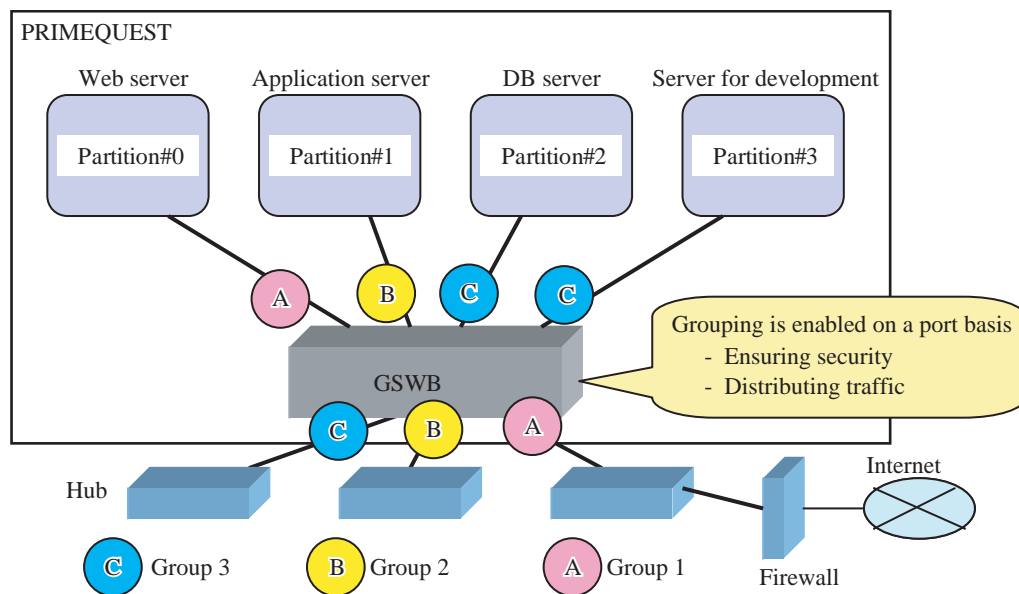 PRIMEQUEST
Web server
Application server
DB server
Server for development
Partition#0
Partition#1
Partition#2
Partition#3
A
B
C
C
Grouping is enabled on a port basis
- Ensuring security
- Distributing traffic
GSWB
C
B
A
Hub
Internet
C Group 3
B Group 2
A Group 1
Firewall